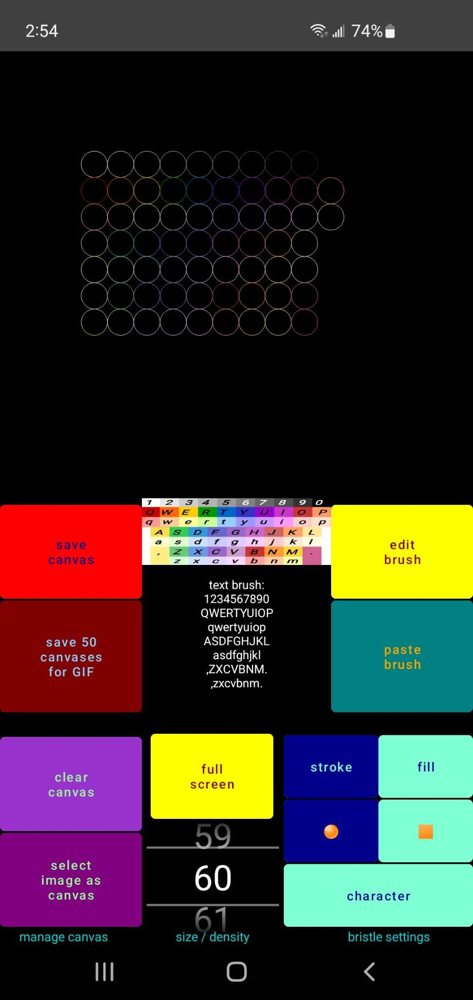 2:54
74%
1 2 3 4 5 6 7 8 9 0
Q W E R T Y U I O P
q w e r t y u i o p
A S D F G H J K L
a s d f g h j k l
, Z X C V B N M .
z x c v b n m
save
canvas
edit
brush
text brush:
1234567890
QWERTYUIOP
qwertyuiop
ASDFGHJKL
asdfghjkl
,ZXCVBNM.
,zxcvbnm.
save 50
canvases
for GIF
paste
brush
clear
canvas
full
screen
stroke
fill
select
image as
canvas
59
60
61
character
manage canvas
size / density
bristle settings